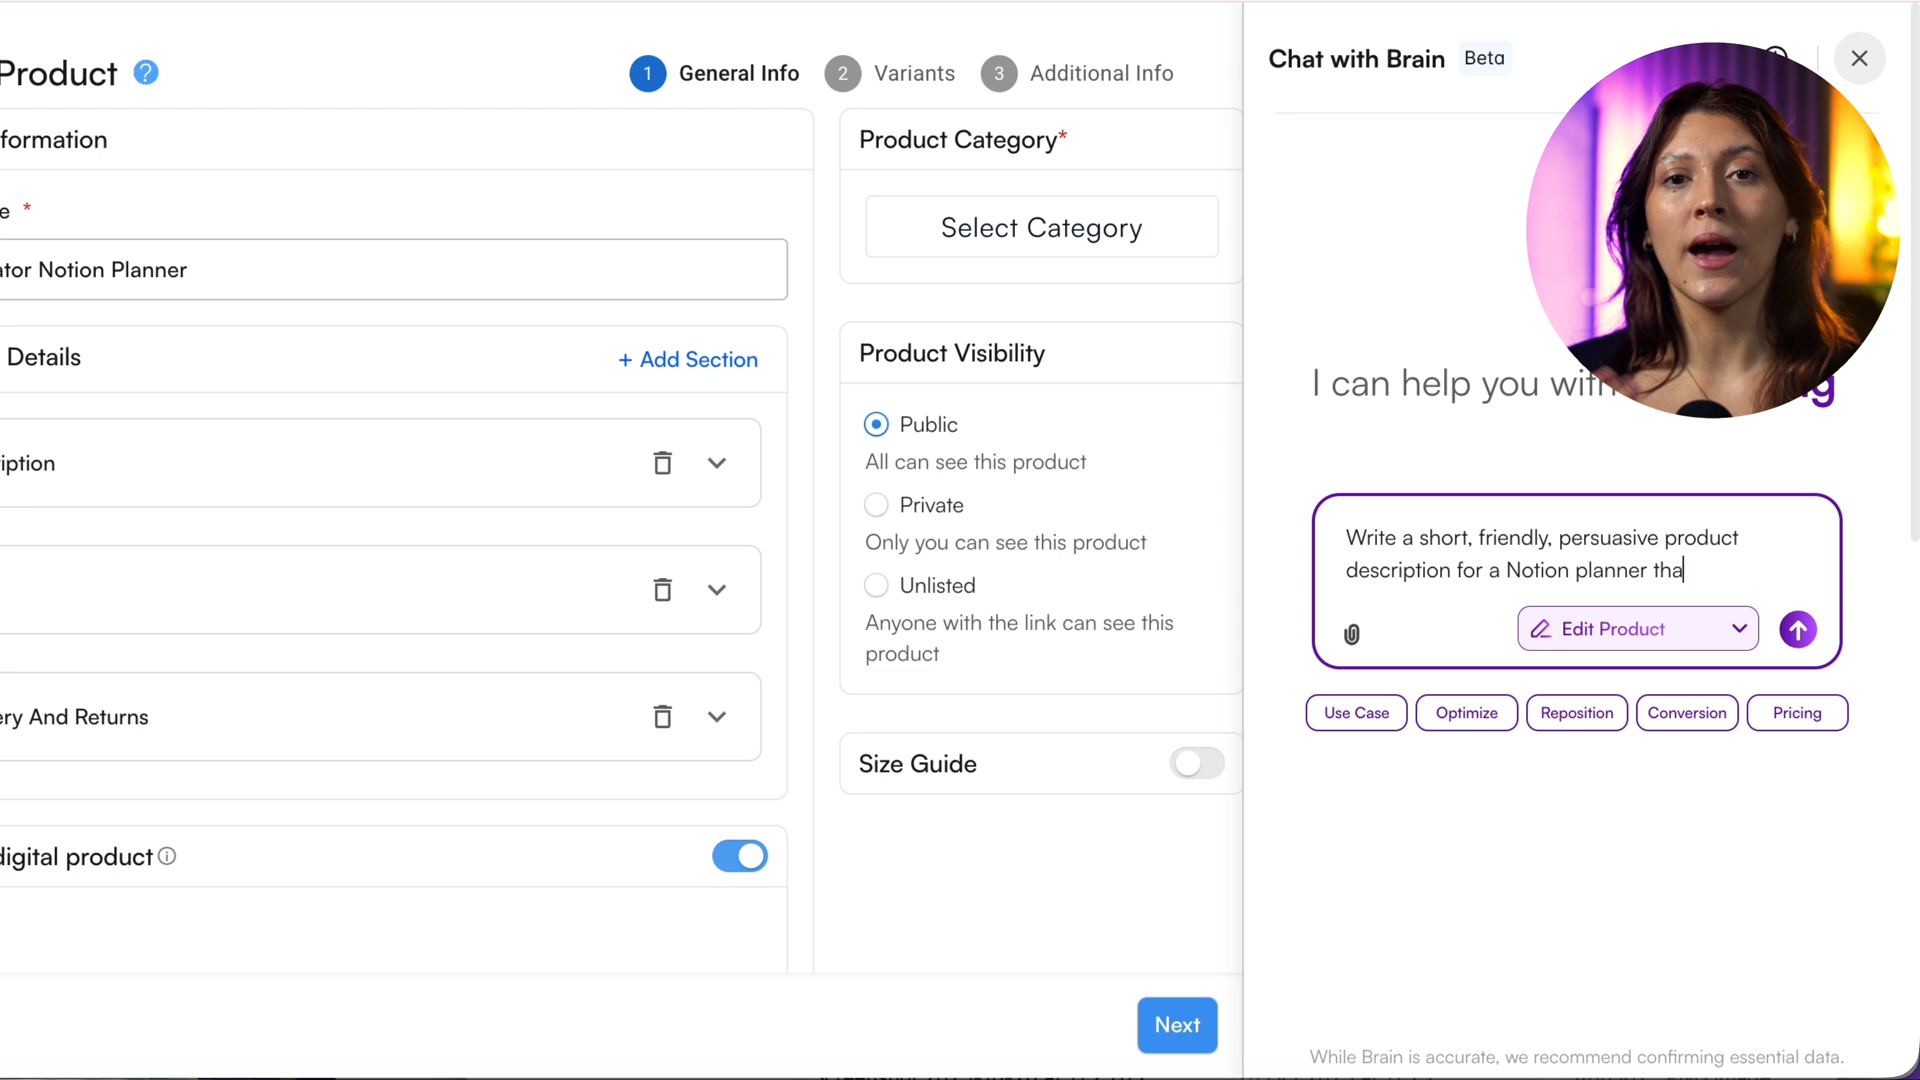 Product ?
1 General Info 2 Variants 3 Additional Info
formation
e *
ator Notion Planner
Details
+ Add Section
iption
ery And Returns
digital product
Product Category*
Select Category
Product Visibility
Public
All can see this product
Private
Only you can see this product
Unlisted
Anyone with the link can see this
product
Size Guide
Next
Chat with Brain Beta
I can help you with
Write a short, friendly, persuasive product
description for a Notion planner tha
Edit Product
Use Case Optimize Reposition Conversion Pricing
While Brain is accurate, we recommend confirming essential data.